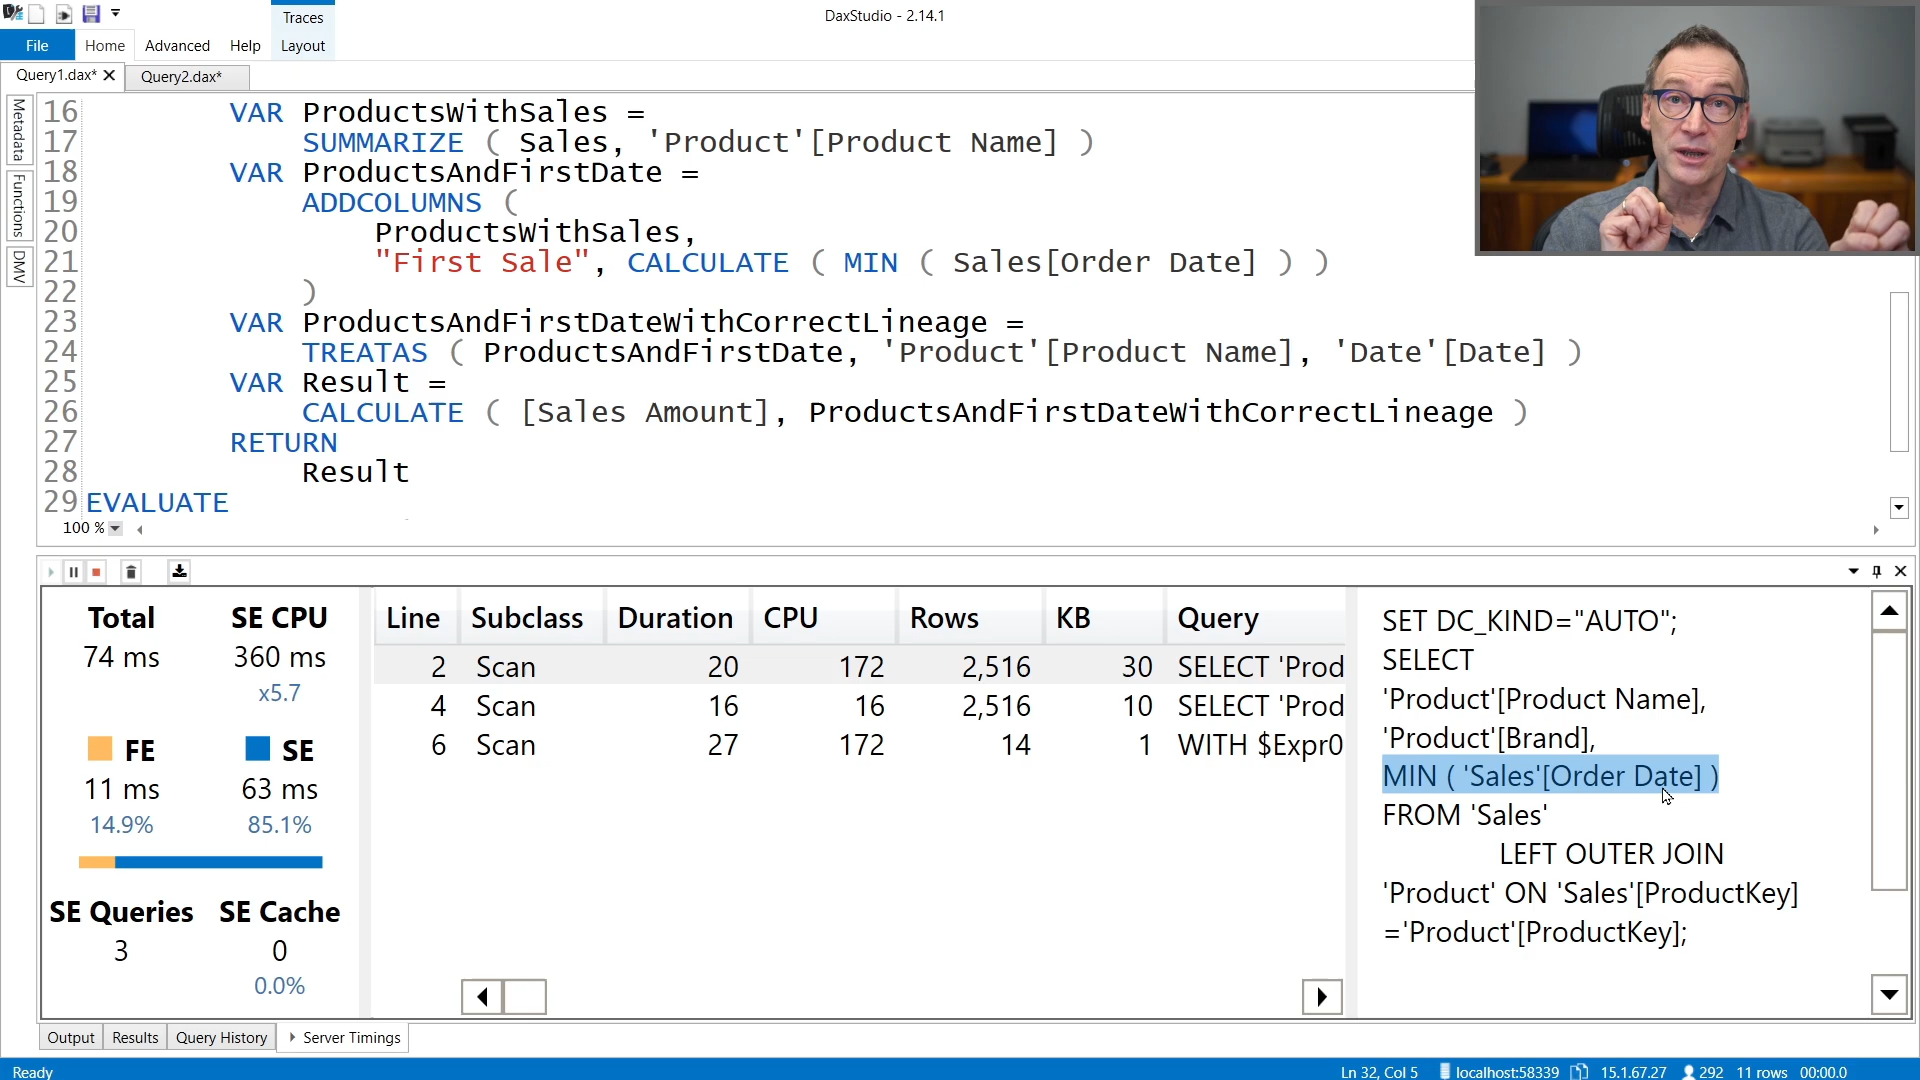 DaxStudio - 2.14.1
Traces
File Home Advanced Help Layout
Query1.dax* Query2.dax*
Metadata
Functions
DMV
16 VAR ProductsWithSales =
17 SUMMARIZE ( Sales, 'Product'[Product Name] )
18 VAR ProductsAndFirstDate =
19 ADDCOLUMNS (
20 ProductsWithSales,
21 "First Sale", CALCULATE ( MIN ( Sales[Order Date] ) )
22 )
23 VAR ProductsAndFirstDateWithCorrectLineage =
24 TREATAS ( ProductsAndFirstDate, 'Product'[Product Name], 'Date'[Date] )
25 VAR Result =
26 CALCULATE ( [Sales Amount], ProductsAndFirstDateWithCorrectLineage )
27 RETURN
28 Result
29 EVALUATE
100 %
Total SE CPU
74 ms 360 ms
x5.7
FE SE
11 ms 63 ms
14.9% 85.1%
SE Queries SE Cache
3 0
0.0%
Line Subclass Duration CPU Rows KB Query
2 Scan 20 172 2,516 30 SELECT 'Prod
4 Scan 16 16 2,516 10 SELECT 'Prod
6 Scan 27 172 14 1 WITH $Expr0
SET DC_KIND="AUTO";
SELECT
'Product'[Product Name],
'Product'[Brand],
MIN ( 'Sales'[Order Date] )
FROM 'Sales'
LEFT OUTER JOIN
'Product' ON 'Sales'[ProductKey]
='Product'[ProductKey];
Output Results Query History Server Timings
Ready Ln 32, Col 5 localhost:58339 15.1.67.27 292 11 rows 00:00.0